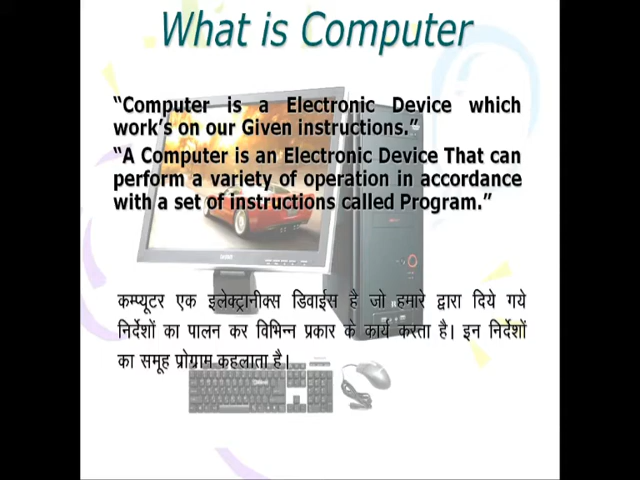 What is Computer
“Computer is a Electronic Device which
work’s on our Given instructions.”
“A Computer is an Electronic Device That can
perform a variety of operation in accordance
with a set of instructions called Program.”
कम्प्यूटर एक इलेक्ट्रानीक्स डिवाईस है जो हमारे द्वारा दिये गये
निर्देशों का पालन कर विभिन्न प्रकार के कार्य करता है। इन निर्देशों
का समूह प्रोग्राम कहलाता है।